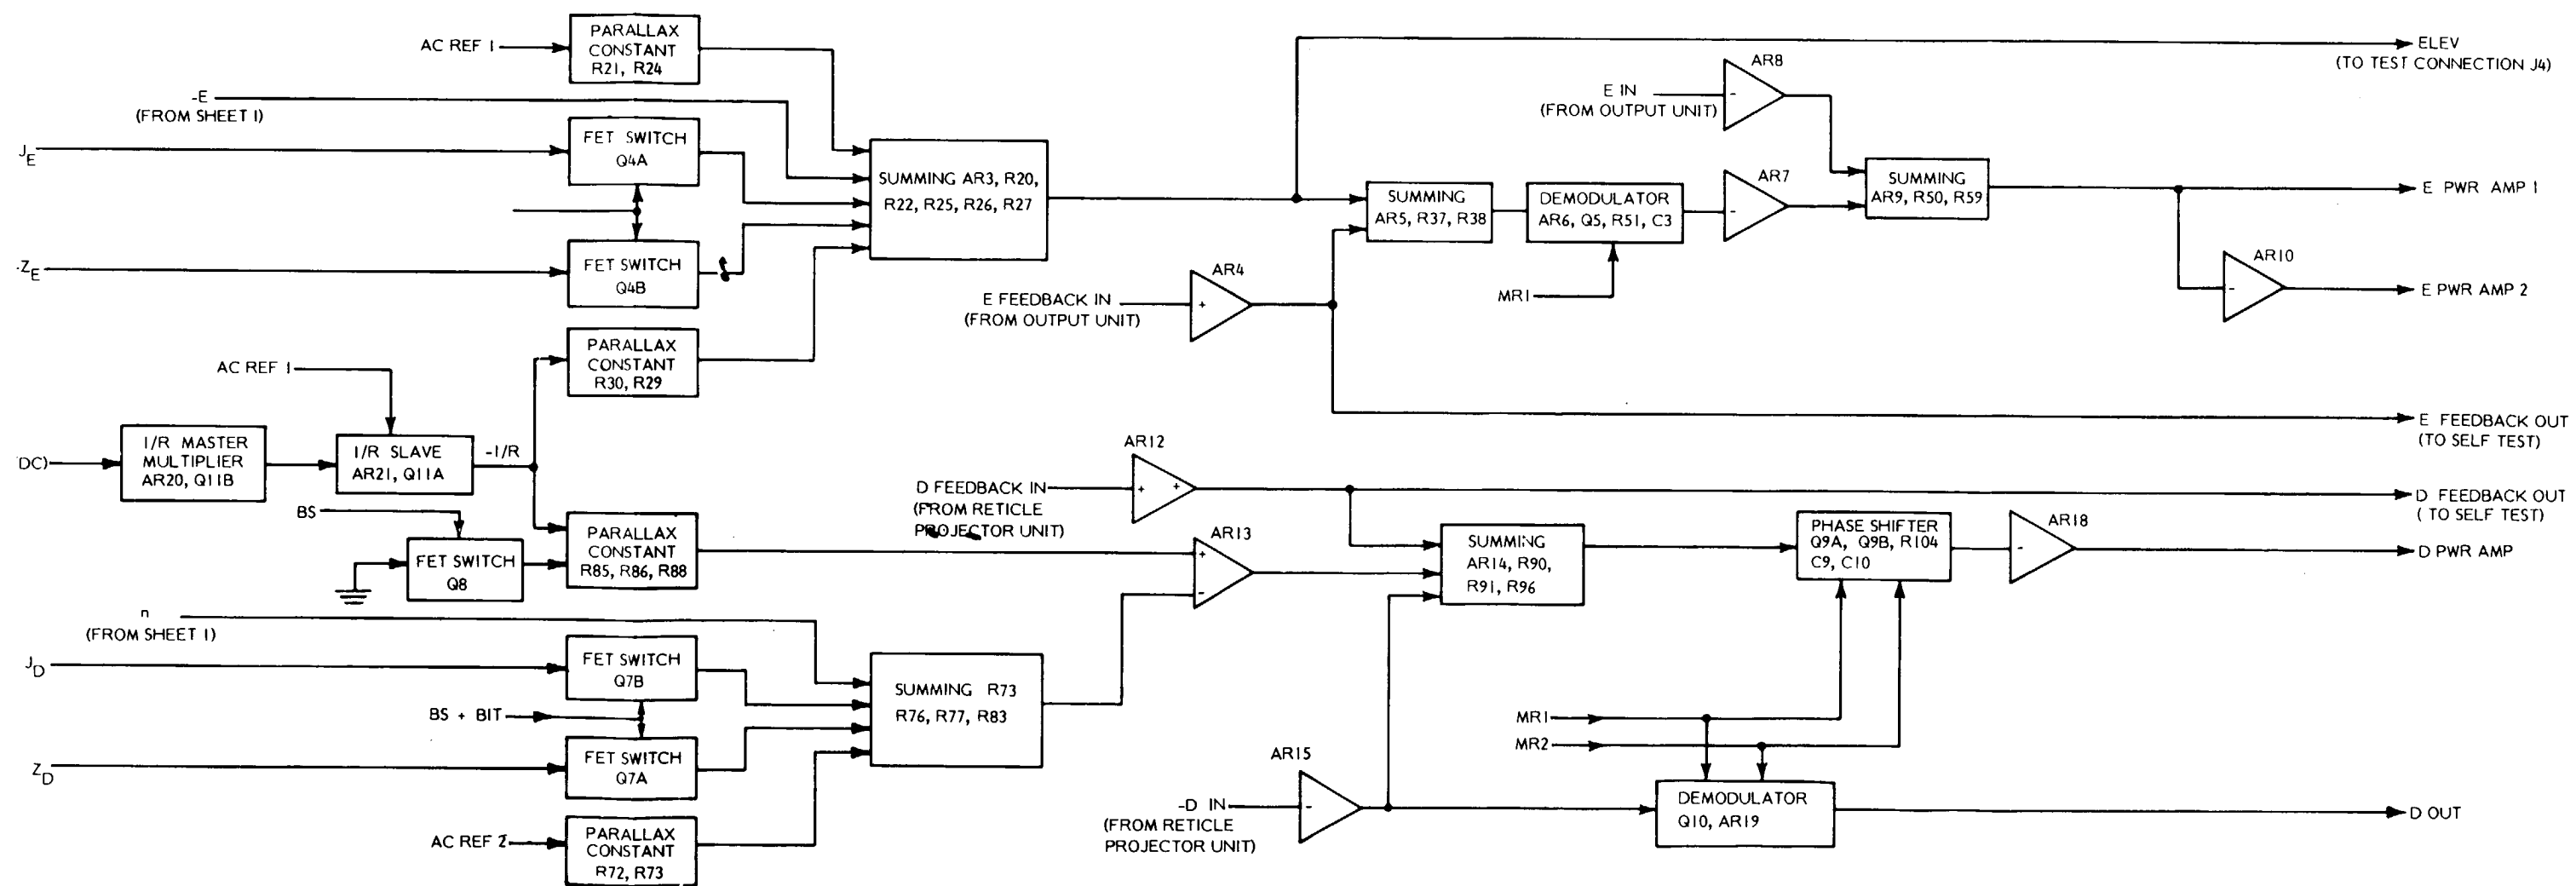 PARALLAX
CONSTANT
R21, R24
AC REF 1
-E
(FROM SHEET 1)
J_E
FET SWITCH
Q4A
-Z_E
FET SWITCH
Q4B
SUMMING AR3, R20,
R22, R25, R26, R27
PARALLAX
CONSTANT
R30, R29
AC REF 1
DC)
1/R MASTER
MULTIPLIER
AR20, Q11B
1/R SLAVE
AR21, Q11A
-1/R
BS
FET SWITCH
Q8
PARALLAX
CONSTANT
R85, R86, R88
n
(FROM SHEET 1)
J_D
FET SWITCH
Q7B
BS + BIT
Z_D
FET SWITCH
Q7A
AC REF 2
PARALLAX
CONSTANT
R72, R73
SUMMING R73
R76, R77, R83
ELEV
(TO TEST CONNECTION J4)
AR8
E IN
(FROM OUTPUT UNIT)
-
SUMMING
AR5, R37, R38
DEMODULATOR
AR6, Q5, R51, C3
AR7
-
SUMMING
AR9, R50, R59
E PWR AMP 1
AR10
-
E PWR AMP 2
AR4
E FEEDBACK IN
(FROM OUTPUT UNIT)
+
MR1
E FEEDBACK OUT
(TO SELF TEST)
AR12
D FEEDBACK IN
(FROM RETICLE
PROJECTOR UNIT)
+ +
D FEEDBACK OUT
( TO SELF TEST)
AR13
+
-
SUMMING
AR14, R90,
R91, R96
PHASE SHIFTER
Q9A, Q9B, R104
C9, C10
AR18
-
D PWR AMP
MR1
MR2
AR15
-D IN
(FROM RETICLE
PROJECTOR UNIT)
-
DEMODULATOR
Q10, AR19
D OUT